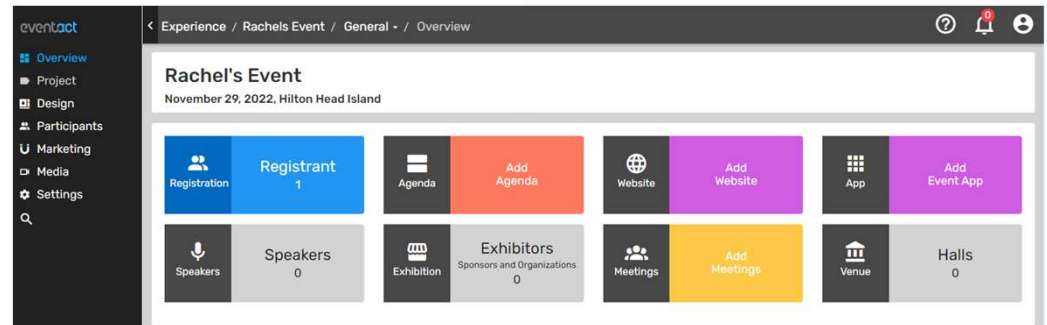 eventact
Experience / Rachels Event / General / Overview
0
Overview
Project
Design
Participants
Marketing
Media
Settings
Rachel's Event
November 29, 2022, Hilton Head Island
Registration
Registrant
1
Agenda
Add
Agenda
Website
Add
Website
App
Add
Event App
Speakers
Speakers
0
Exhibition
Exhibitors
Sponsors and Organizations
0
Meetings
Add
Meetings
Venue
Halls
0